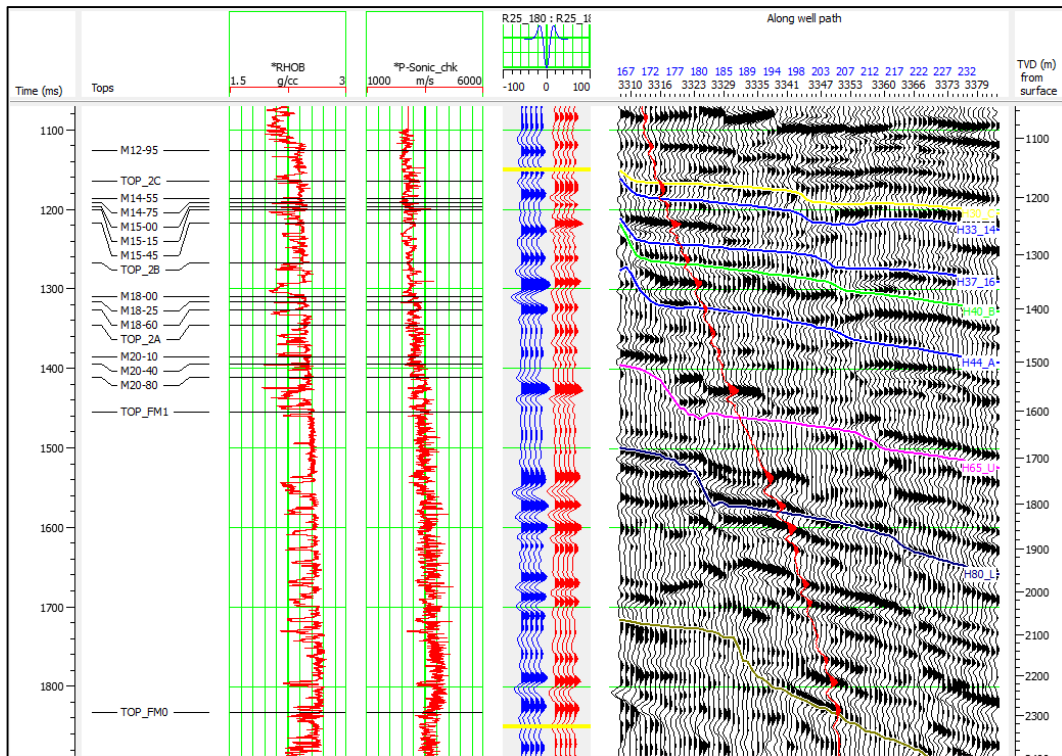 R25_180 : R25_18
Along well path
*RHOB
*P-Sonic_chk
1.5 g/cc 3
1000 m/s 6000
-100 0 100
167 172 177 180 185 189 194 198 203 207 212 217 222 227 232
3310 3316 3323 3329 3335 3341 3347 3353 3360 3366 3373 3379
TVD (m)
from
surface
Time (ms)
Tops
1100
1200
1300
1400
1500
1600
1700
1800
M12-95
TOP_2C
M14-55
M14-75
M15-00
M15-15
M15-45
TOP_2B
M18-00
M18-25
M18-60
TOP_2A
M20-10
M20-40
M20-80
TOP_FM1
TOP_FM0
H33_14
H37_16
H40_B
H44_A
H65_U
H80_L
1100
1200
1300
1400
1500
1600
1700
1800
1900
2000
2100
2200
2300